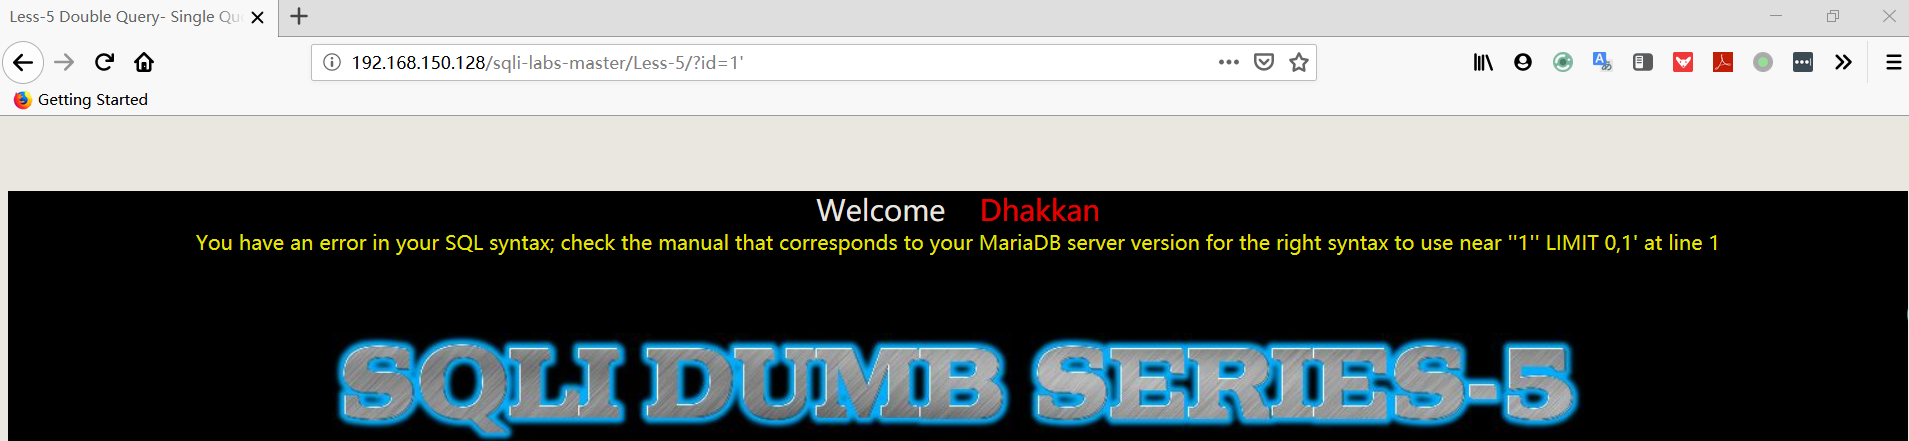 Less-5 Double Query- Single Qu
192.168.150.128/sqli-labs-master/Less-5/?id=1'
Getting Started
Welcome Dhakkan
You have an error in your SQL syntax; check the manual that corresponds to your MariaDB server version for the right syntax to use near ''1'' LIMIT 0,1' at line 1
SQLI DUMB SERIES-5